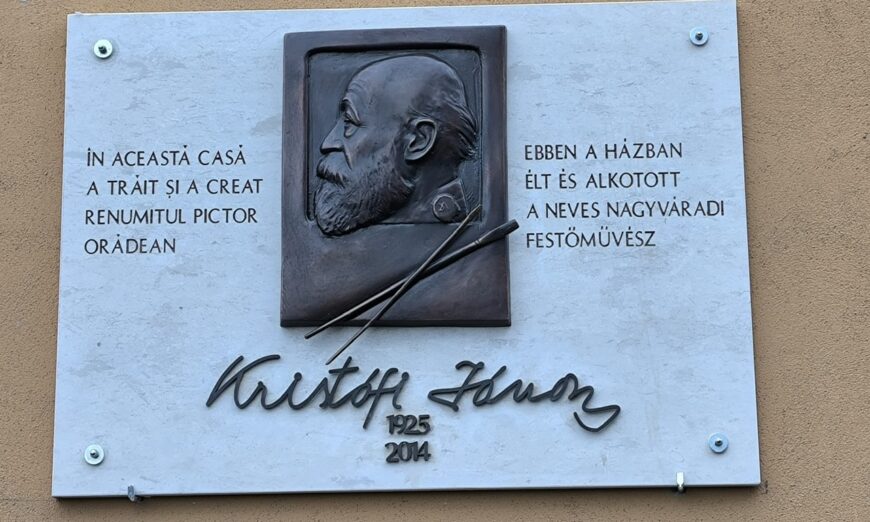 ÎN ACEASTĂ CASĂ
A TRĂIT ȘI A CREAT
RENUMITUL PICTOR
ORĂDEAN
EBBEN A HÁZBAN
ÉLT ÉS ALKOTOTT
A NEVES NAGYVÁRADI
FESTŐMŰVÉSZ
Kristófi János
1925
2014